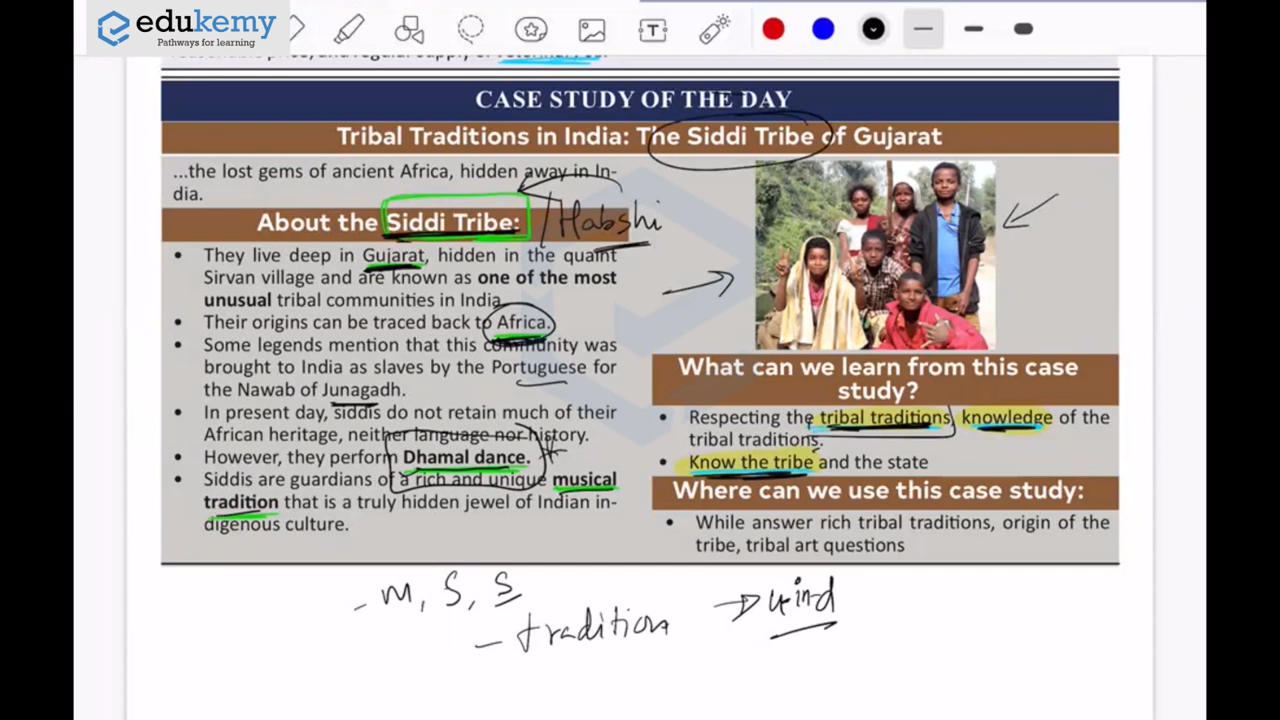 edukemy
Pathways for learning
T
CASE STUDY OF THE DAY
Tribal Traditions in India: The Siddi Tribe of Gujarat
...the lost gems of ancient Africa, hidden away in In-
dia.
About the Siddi Tribe:
Habshi
• They live deep in Gujarat, hidden in the quaint
Sirvan village and are known as one of the most
unusual tribal communities in India.
• Their origins can be traced back to Africa.
• Some legends mention that this community was
brought to India as slaves by the Portuguese for
the Nawab of Junagadh.
• In present day, siddis do not retain much of their
African heritage, neither language nor history.
• However, they perform Dhamal dance.
• Siddis are guardians of a rich and unique musical
tradition that is a truly hidden jewel of Indian in-
digenous culture.
What can we learn from this case
study?
• Respecting the tribal traditions, knowledge of the
tribal traditions.
• Know the tribe and the state
Where can we use this case study:
• While answer rich tribal traditions, origin of the
tribe, tribal art questions
- M, S, S
- tradition